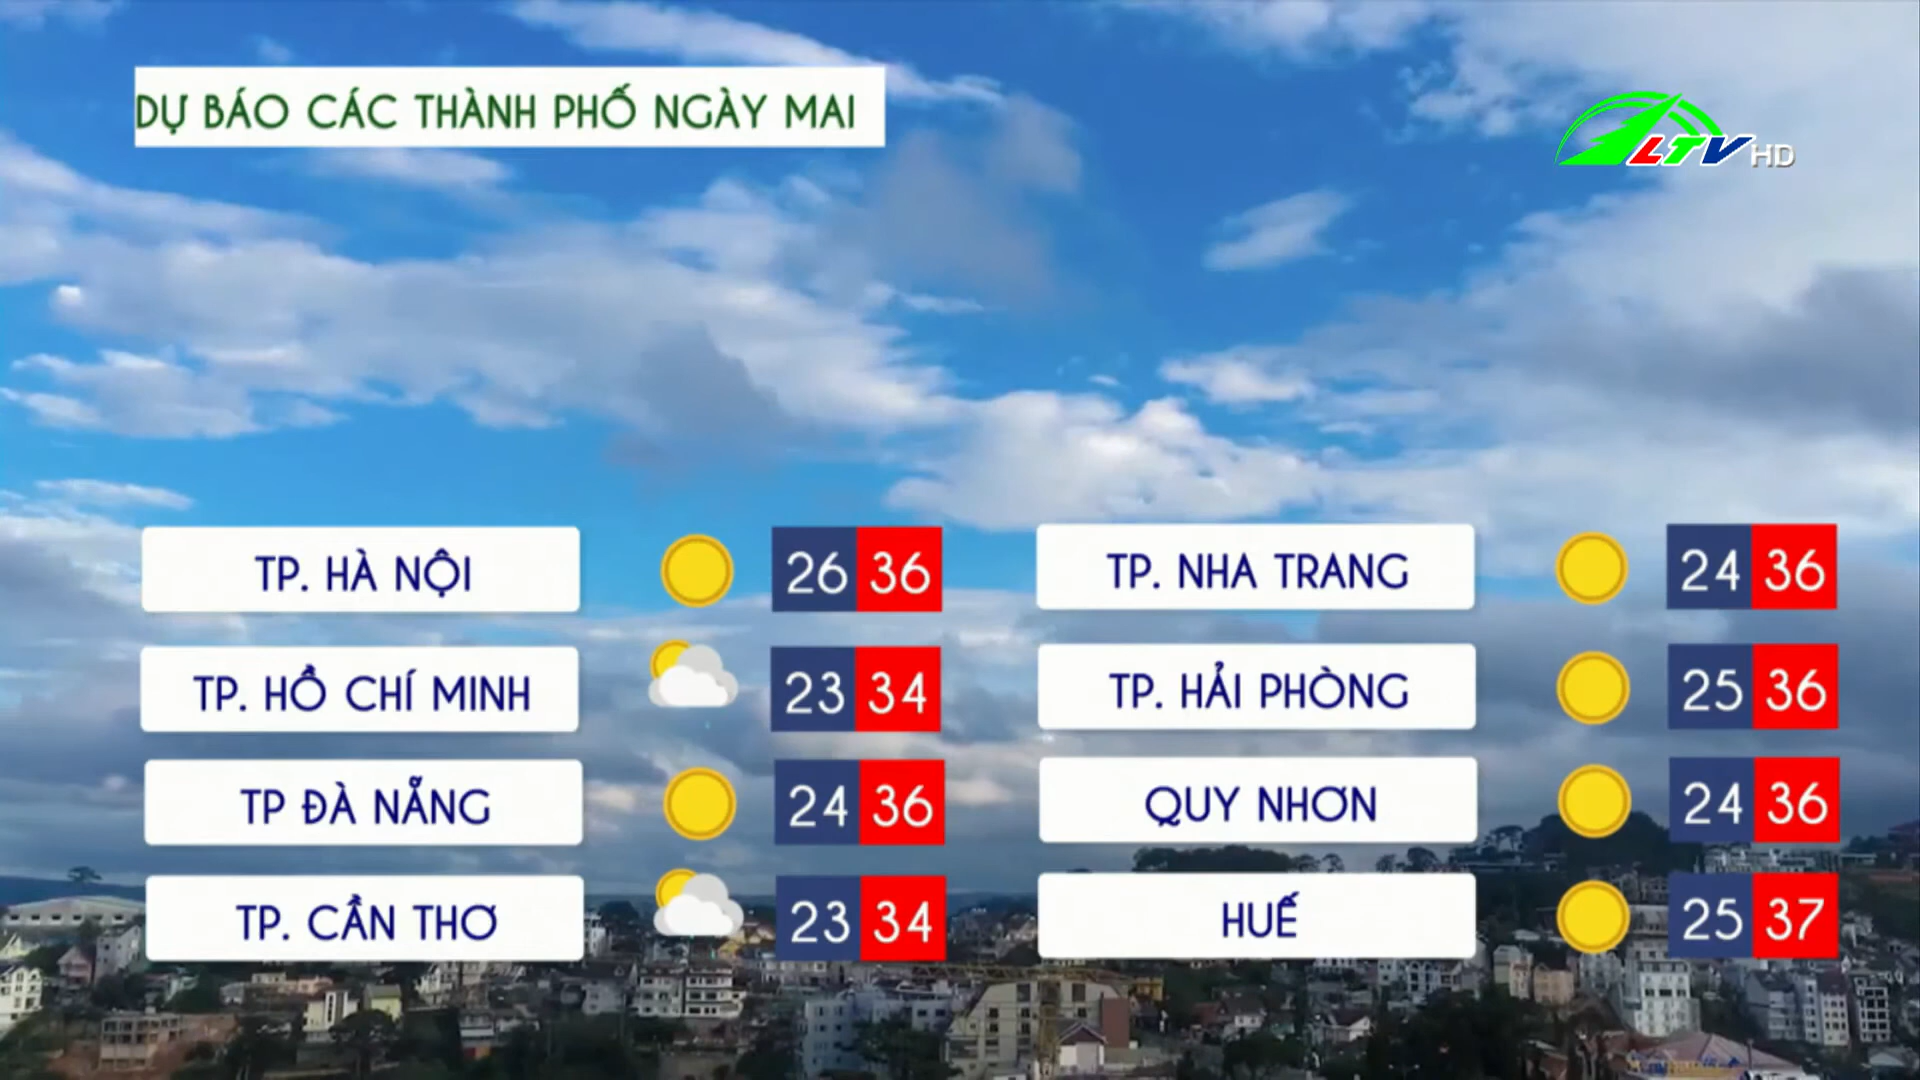 DỰ BÁO CÁC THÀNH PHỐ NGÀY MAI
LTV HD
TP. HÀ NỘI 26 36
TP. HỒ CHÍ MINH 23 34
TP ĐÀ NẴNG 24 36
TP. CẦN THƠ 23 34
TP. NHA TRANG 24 36
TP. HẢI PHÒNG 25 36
QUY NHƠN 24 36
HUẾ 25 37